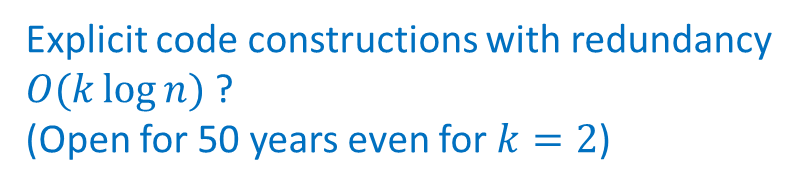 Explicit code constructions with redundancy
O(k log n) ?
(Open for 50 years even for k = 2)